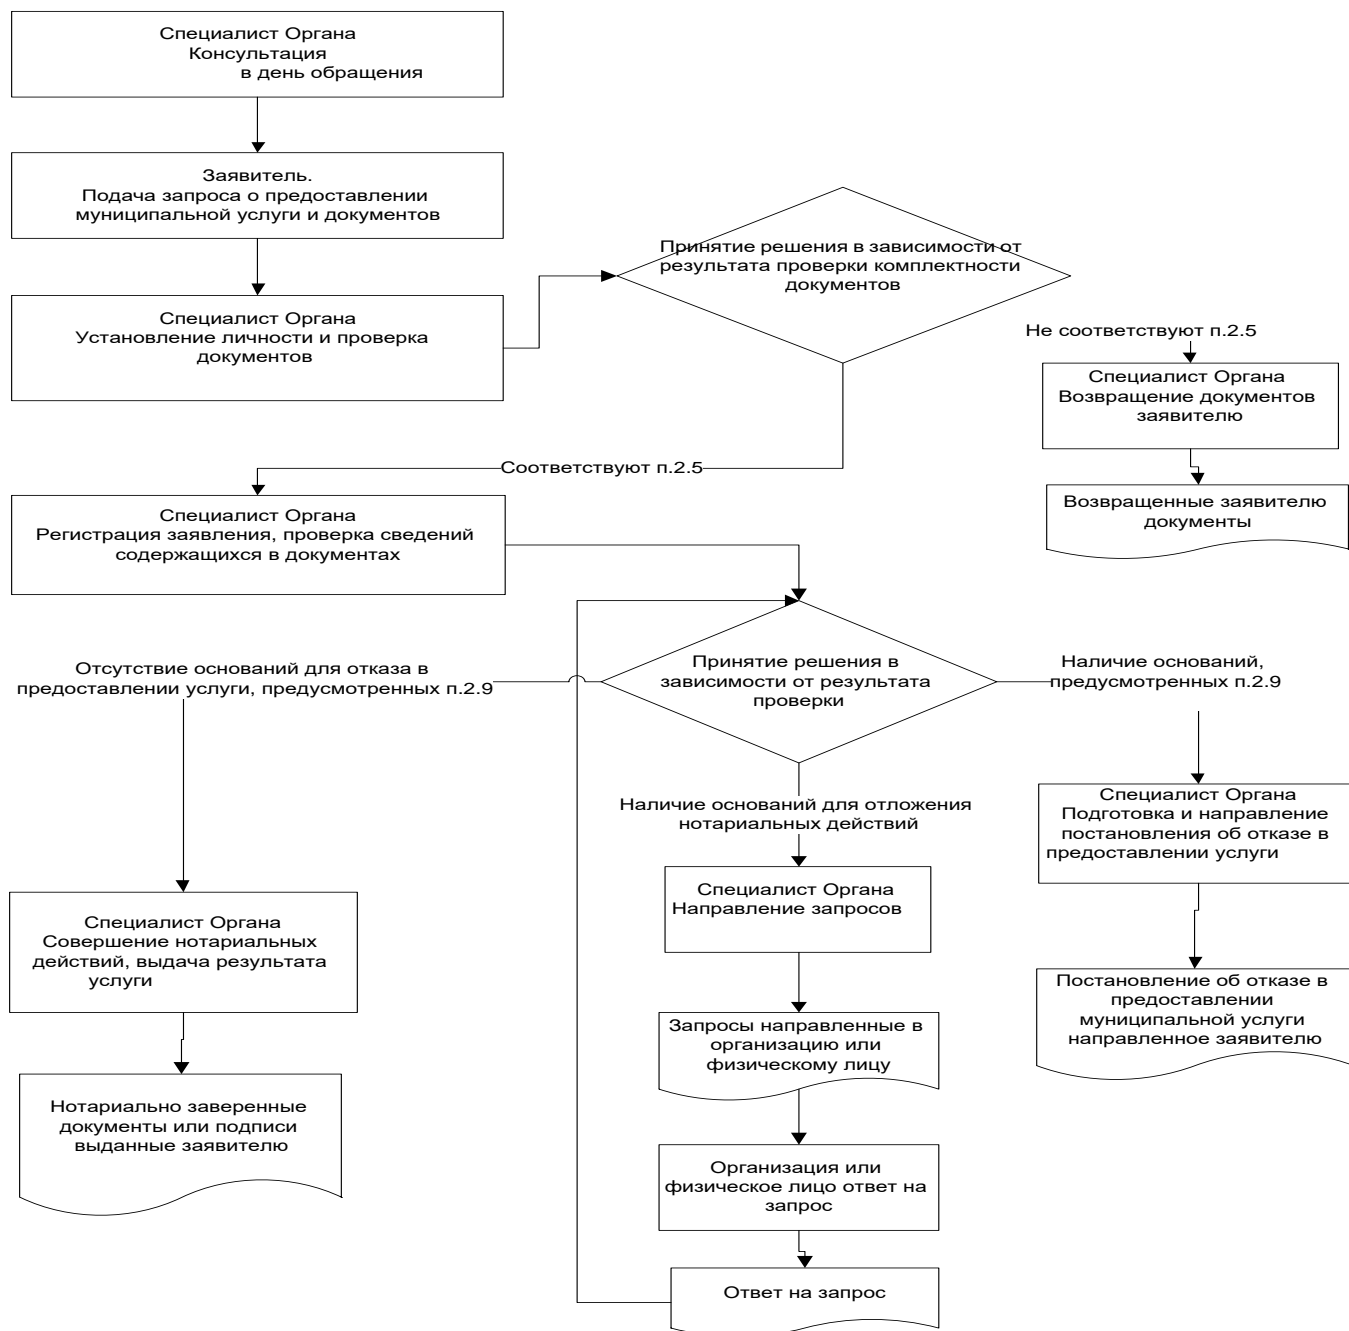 Специалист Органа
Консультация
в день обращения
Заявитель.
Подача запроса о предоставлении
муниципальной услуги и документов
Принятие решения в зависимости от
результата проверки комплектности
документов
Специалист Органа
Установление личности и проверка
документов
Не соответствуют п.2.5
Специалист Органа
Возвращение документов
заявителю
Соответствуют п.2.5
Возвращенные заявителю
документы
Специалист Органа
Регистрация заявления, проверка сведений
содержащихся в документах
Отсутствие оснований для отказа в
предоставлении услуги, предусмотренных п.2.9
Принятие решения в
зависимости от результата
проверки
Наличие оснований,
предусмотренных п.2.9
Наличие оснований для отложения
нотариальных действий
Специалист Органа
Подготовка и направление
постановления об отказе в
предоставлении услуги
Специалист Органа
Направление запросов
Специалист Органа
Совершение нотариальных
действий, выдача результата
услуги
Постановление об отказе в
предоставлении
муниципальной услуги
направленное заявителю
Запросы направленные в
организацию или
физическому лицу
Нотариально заверенные
документы или подписи
выданные заявителю
Организация или
физическое лицо ответ на
запрос
Ответ на запрос